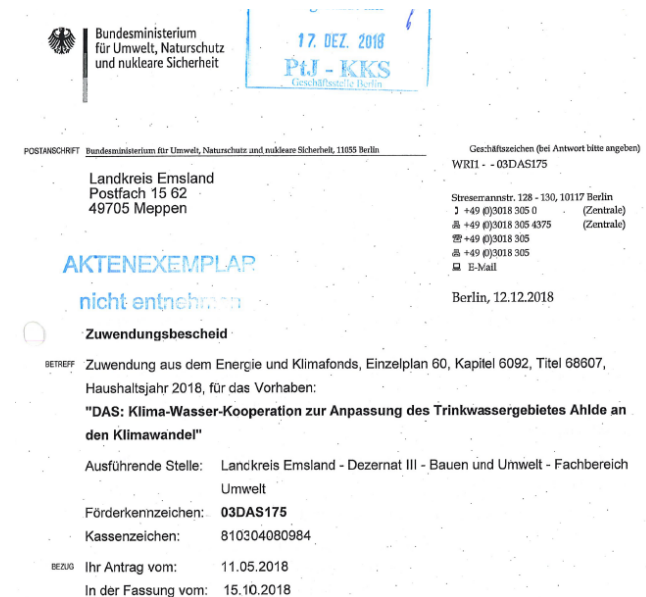 Bundesministerium
für Umwelt, Naturschutz
und nukleare Sicherheit
17. DEZ. 2018
PtJ - KKS
Geschäftsstelle Berlin
POSTANSCHRIFT Bundesministerium für Umwelt, Naturschutz und nukleare Sicherheit, 11055 Berlin
Geschäftszeichen (bei Antwort bitte angeben)
WRI1 - - 03DAS175
Landkreis Emsland
Postfach 15 62
49705 Meppen
Stresemannstr. 128 - 130, 10117 Berlin
+49 (0)3018 305 0 (Zentrale)
+49 (0)3018 305 4375 (Zentrale)
+49 (0)3018 305
+49 (0)3018 305
E-Mail
AKTENEXEMPLAR
nicht entnehmen
Berlin, 12.12.2018
Zuwendungsbescheid
BETREFF Zuwendung aus dem Energie und Klimafonds, Einzelplan 60, Kapitel 6092, Titel 68607,
Haushaltsjahr 2018, für das Vorhaben:
"DAS: Klima-Wasser-Kooperation zur Anpassung des Trinkwassergebietes Ahlde an
den Klimawandel"
Ausführende Stelle: Landkreis Emsland - Dezernat III - Bauen und Umwelt - Fachbereich
Umwelt
Förderkennzeichen: 03DAS175
Kassenzeichen: 810304080984
BEZUG Ihr Antrag vom: 11.05.2018
In der Fassung vom: 15.10.2018